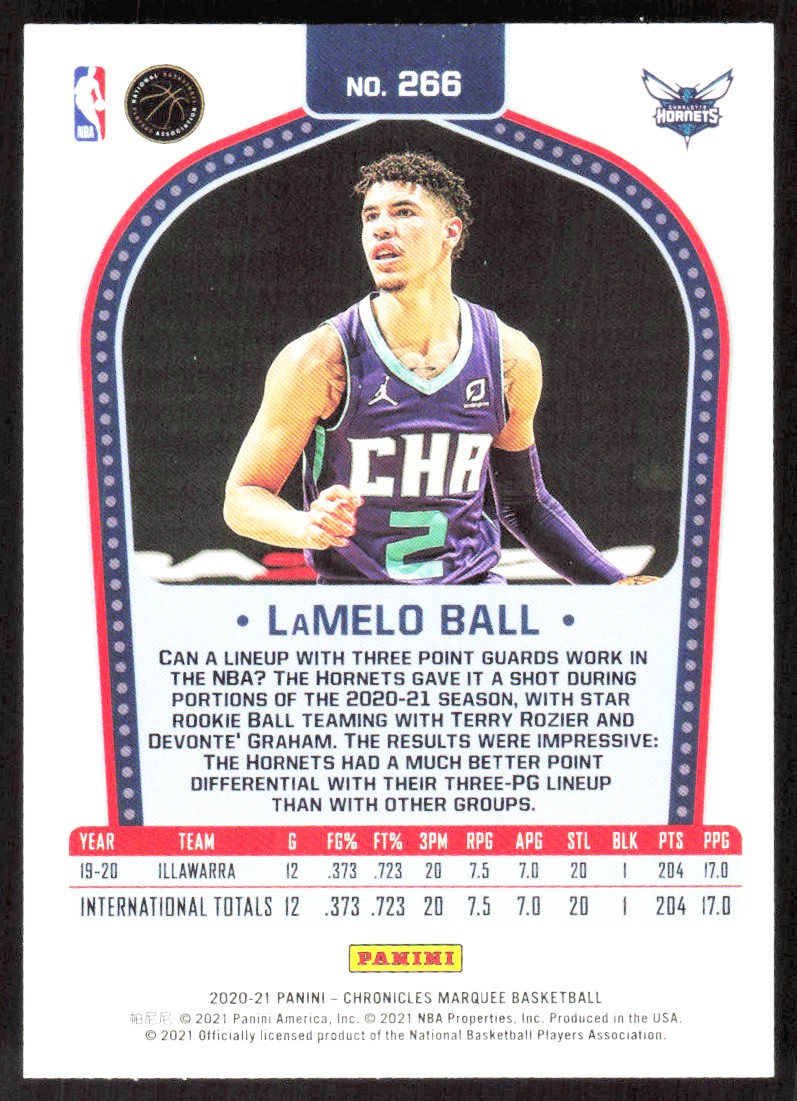 NO. 266
NBA
NATIONAL BASKETBALL PLAYERS ASSOCIATION
CHARLOTTE
HORNETS
CHA
2
• LaMELO BALL •
CAN A LINEUP WITH THREE POINT GUARDS WORK IN
THE NBA? THE HORNETS GAVE IT A SHOT DURING
PORTIONS OF THE 2020-21 SEASON, WITH STAR
ROOKIE BALL TEAMING WITH TERRY ROZIER AND
DEVONTE' GRAHAM. THE RESULTS WERE IMPRESSIVE:
THE HORNETS HAD A MUCH BETTER POINT
DIFFERENTIAL WITH THEIR THREE-PG LINEUP
THAN WITH OTHER GROUPS.
YEAR TEAM G FG% FT% 3PM RPG APG STL BLK PTS PPG
19-20 ILLAWARRA 12 .373 .723 20 7.5 7.0 20 1 204 17.0
INTERNATIONAL TOTALS 12 .373 .723 20 7.5 7.0 20 1 204 17.0
PANINI
2020-21 PANINI – CHRONICLES MARQUEE BASKETBALL
帕尼尼 © 2021 Panini America, Inc. © 2021 NBA Properties, Inc. Produced in the USA.
© 2021 Officially licensed product of the National Basketball Players Association.